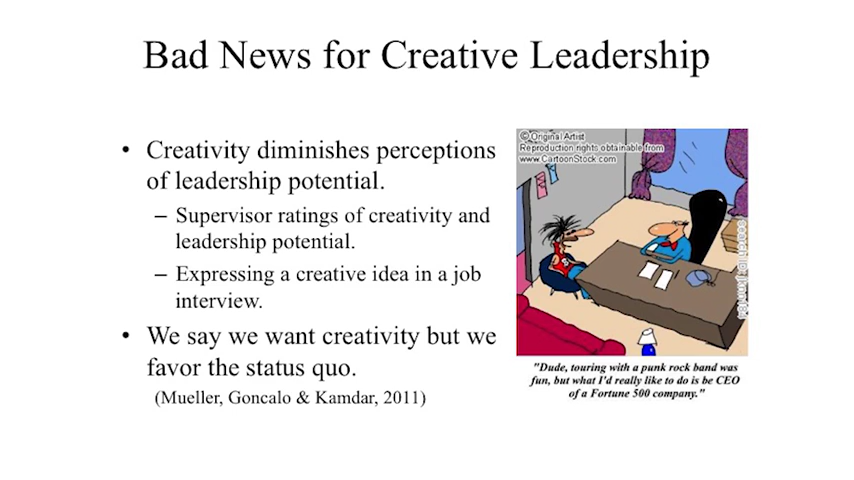 Bad News for Creative Leadership
• Creativity diminishes perceptions
of leadership potential.
– Supervisor ratings of creativity and
leadership potential.
– Expressing a creative idea in a job
interview.
• We say we want creativity but we
favor the status quo.
(Mueller, Goncalo & Kamdar, 2011)
© Original Artist
Reproduction rights obtainable from
www.CartoonStock.com
"Dude, touring with a punk rock band was
fun, but what I'd really like to do is be CEO
of a Fortune 500 company."